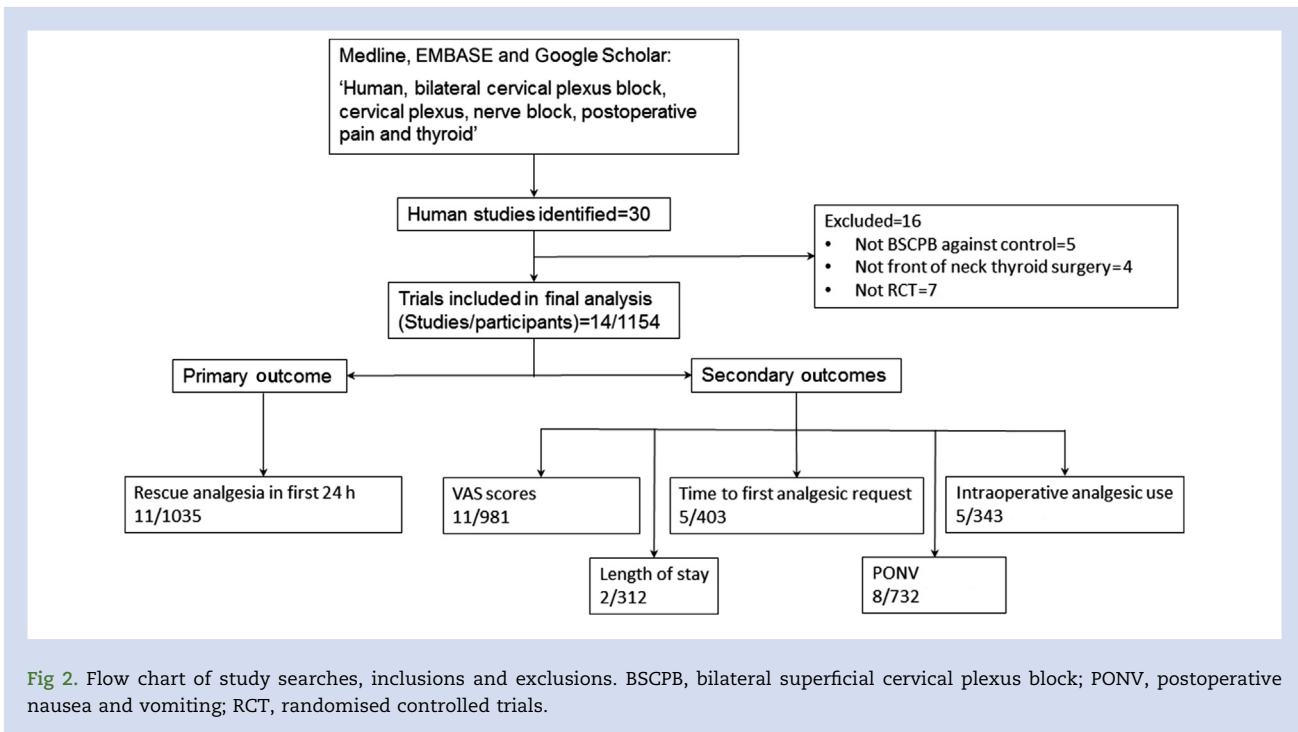 Medline, EMBASE and Google Scholar:
‘Human, bilateral cervical plexus block,
cervical plexus, nerve block, postoperative
pain and thyroid’
Human studies identified=30
Excluded=16
• Not BSCPB against control=5
• Not front of neck thyroid surgery=4
• Not RCT=7
Trials included in final analysis
(Studies/participants)=14/1154
Primary outcome
Secondary outcomes
Rescue analgesia in first 24 h
11/1035
VAS scores
11/981
Time to first analgesic request
5/403
Intraoperative analgesic use
5/343
Length of stay
2/312
PONV
8/732
Fig 2. Flow chart of study searches, inclusions and exclusions. BSCPB, bilateral superficial cervical plexus block; PONV, postoperative
nausea and vomiting; RCT, randomised controlled trials.